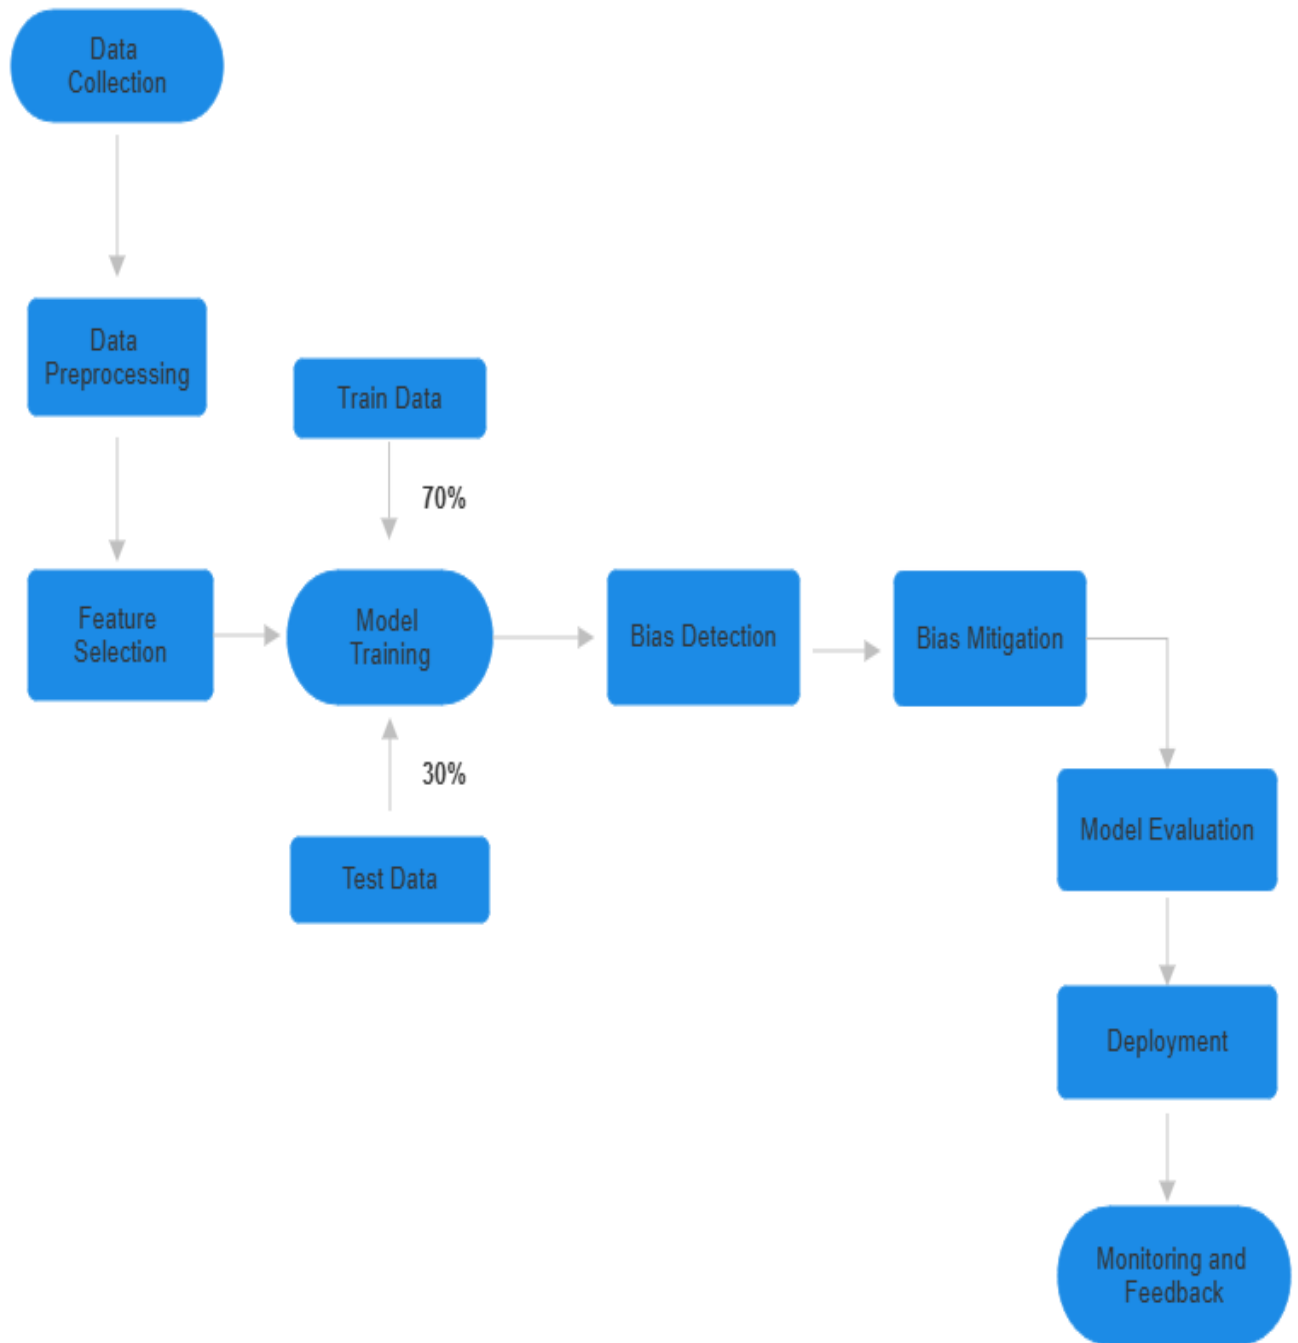 Data
Collection
Data
Preprocessing
Train Data
70%
Feature
Selection
Model
Training
Bias Detection
Bias Mitigation
30%
Test Data
Model Evaluation
Deployment
Monitoring and
Feedback